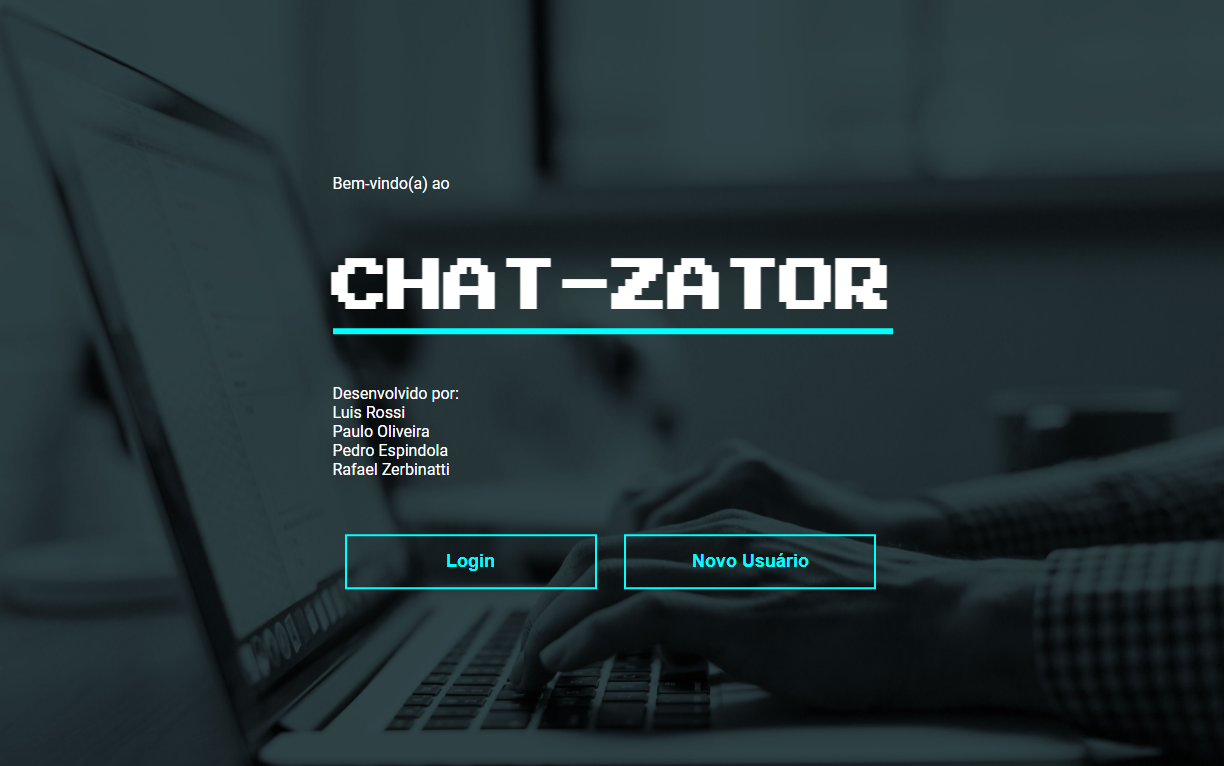 Bem-vindo(a) ao
CHAT-ZATOR
Desenvolvido por:
Luis Rossi
Paulo Oliveira
Pedro Espindola
Rafael Zerbinatti
Login
Novo Usuário